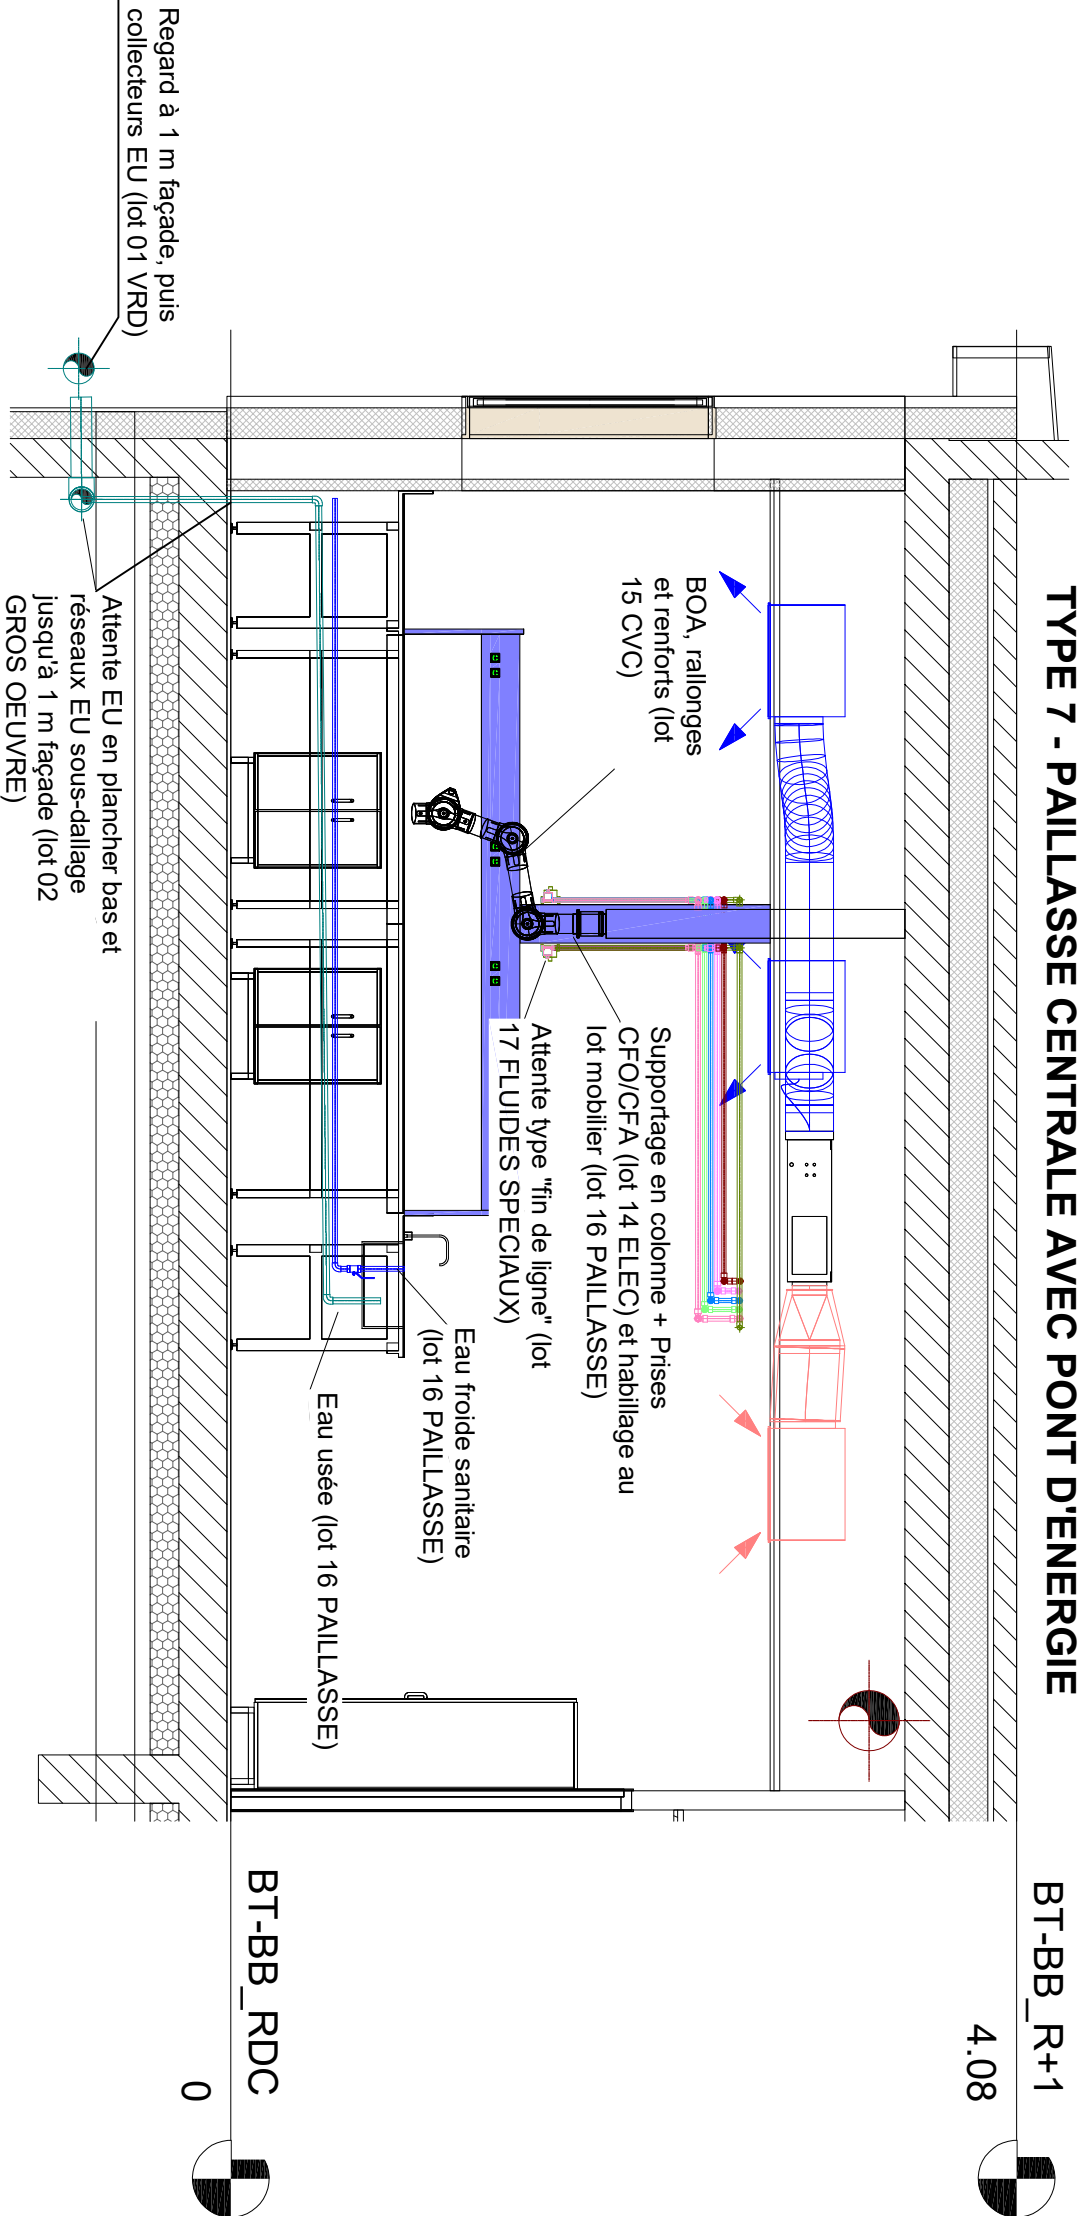 TYPE 7 - PAILLASSE CENTRALE AVEC PONT D'ENERGIE
BT-BB_R+1
4.08
BOA, rallonges
et renforts (lot
15 CVC)
Supportage en colonne + Prises
CFO/CFA (lot 14 ELEC) et habillage au
lot mobilier (lot 16 PAILLASSE)
Attente type "fin de ligne" (lot
17 FLUIDES SPECIAUX)
Eau froide sanitaire
(lot 16 PAILLASSE)
Eau usée (lot 16 PAILLASSE)
BT-BB_RDC
0
Regard à 1 m façade, puis
collecteurs EU (lot 01 VRD)
Attente EU en plancher bas et
réseaux EU sous-dallage
jusqu'à 1 m façade (lot 02
GROS OEUVRE)